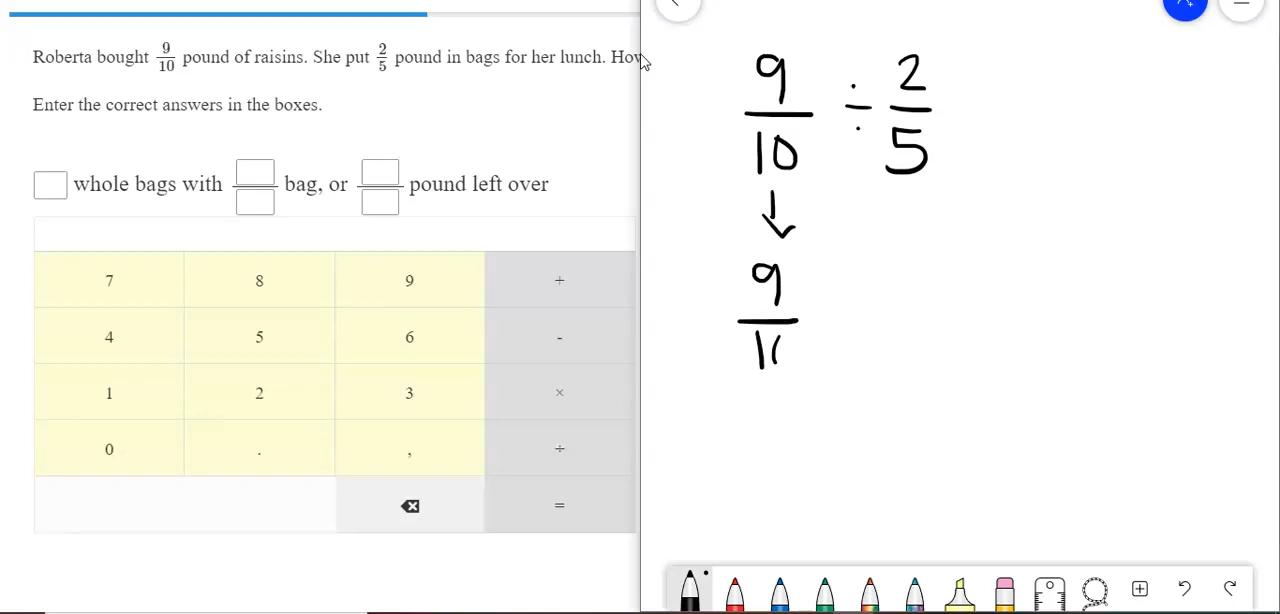 Roberta bought 9/10 pound of raisins. She put 2/5 pound in bags for her lunch. How
Enter the correct answers in the boxes.
whole bags with bag, or pound left over
7 8 9 +
4 5 6 -
1 2 3 ×
0 . , ÷
=
9/10 ÷ 2/5
↓
9/1